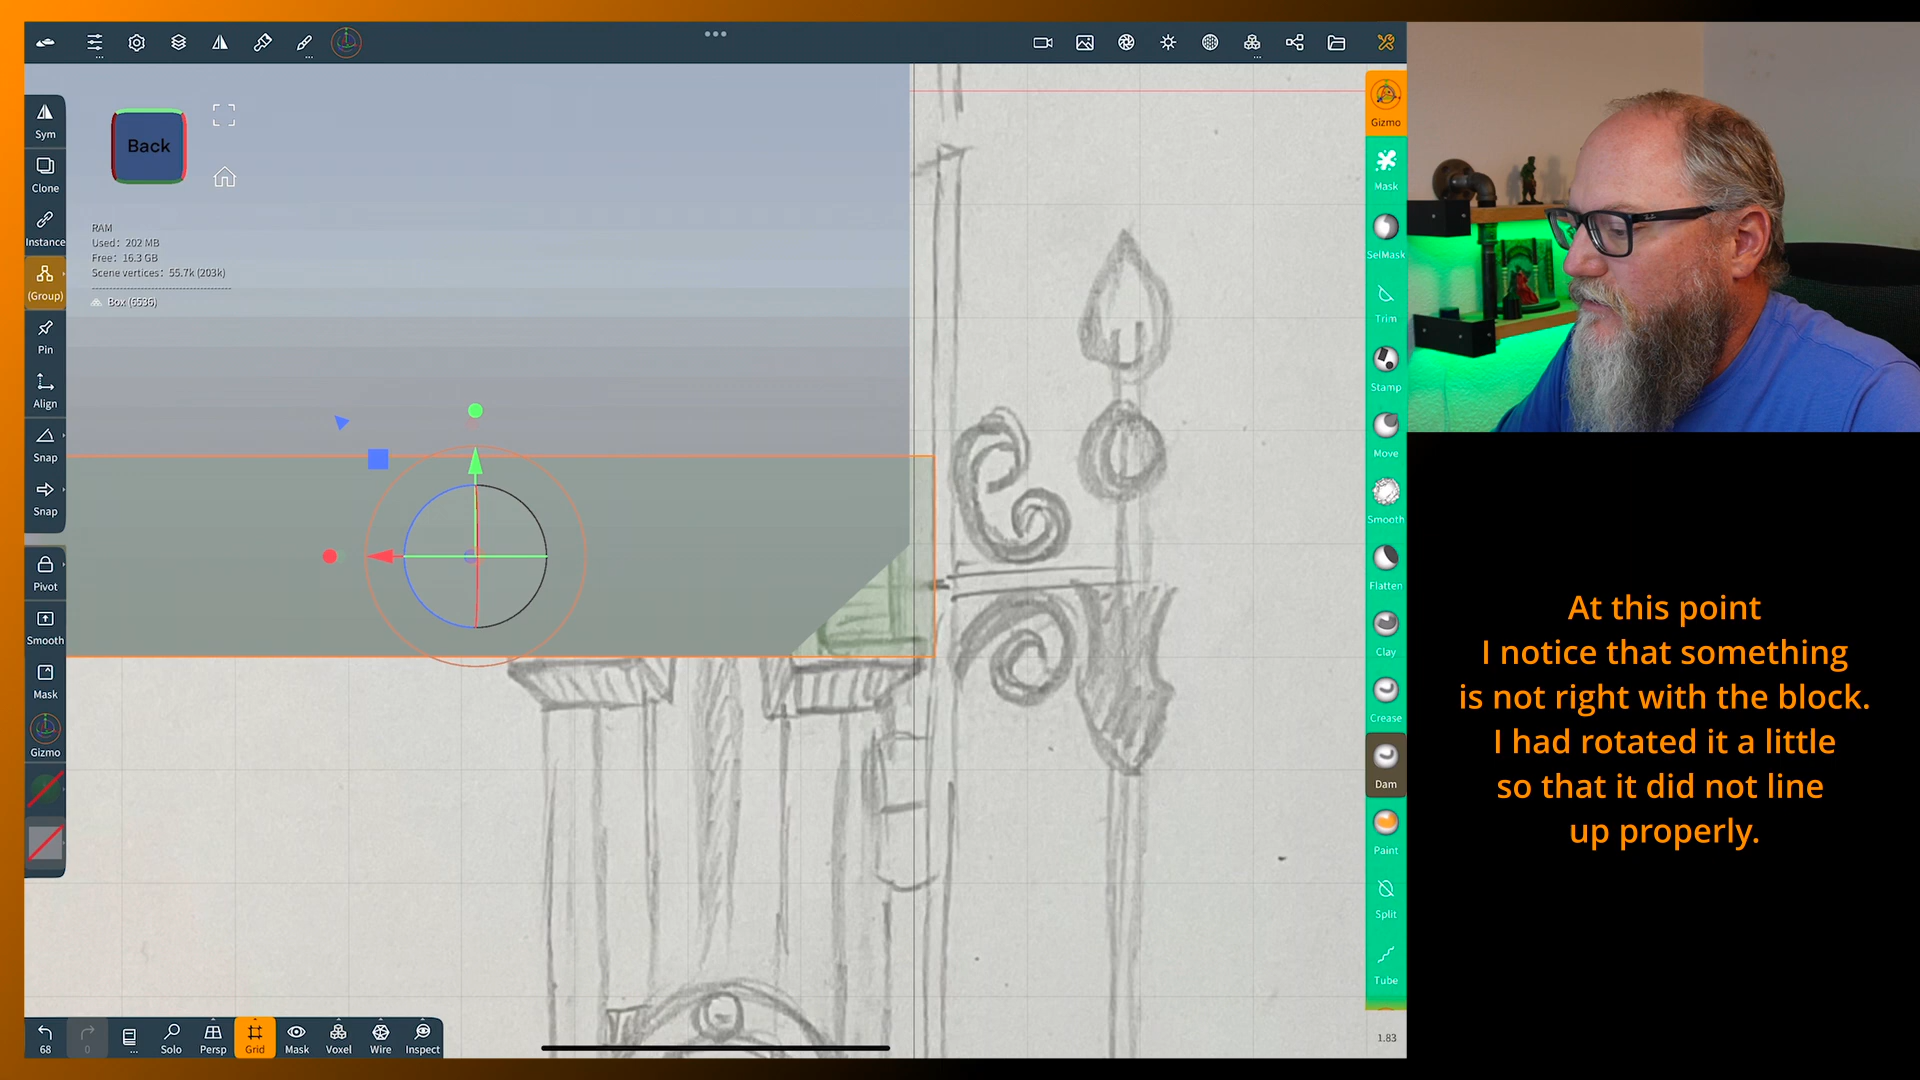 Back
RAM
Used: 202 MB
Free: 16.3 GB
Scene vertices: 55.7k (203k)
Box (6536)
Sym
Clone
Instance
(Group)
Pin
Align
Snap
Snap
Pivot
Smooth
Mask
Gizmo
68
0
Solo
Persp
Grid
Mask
Voxel
Wire
Inspect
Gizmo
Mask
SelMask
Trim
Stamp
Move
Smooth
Flatten
Clay
Crease
Dam
Paint
Split
Tube
1.83
At this point
I notice that something
is not right with the block.
I had rotated it a little
so that it did not line
up properly.